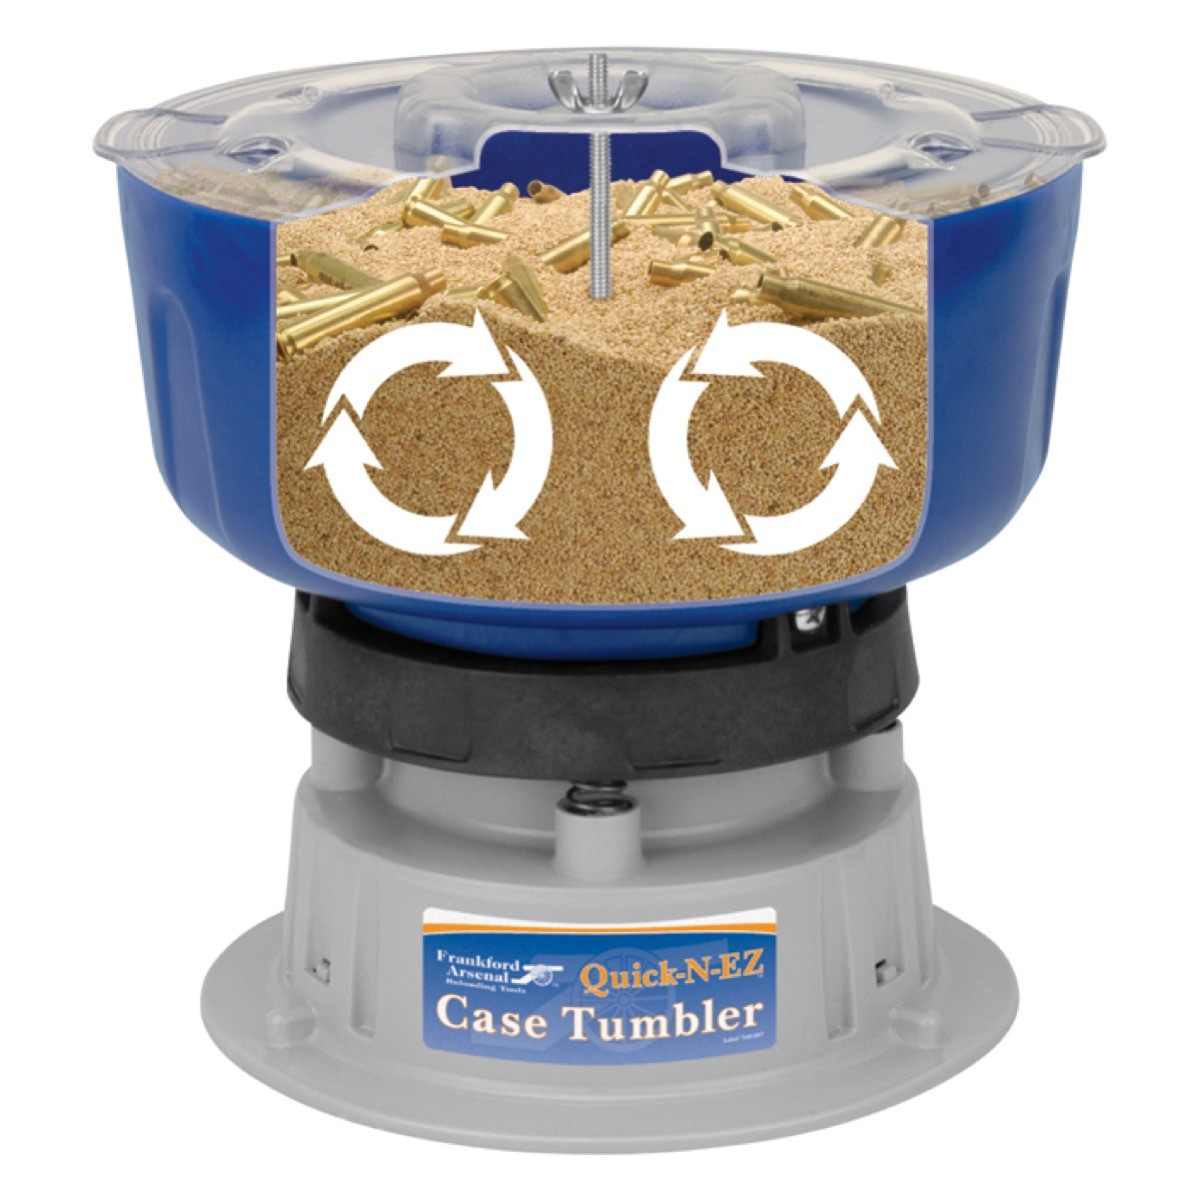 Frankford
Arsenal
Reloading Tools
Quick-N-EZ
Case Tumbler